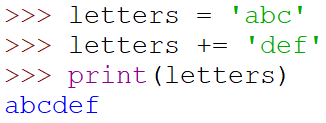 >>> letters = 'abc'
>>> letters += 'def'
>>> print(letters)
abcdef